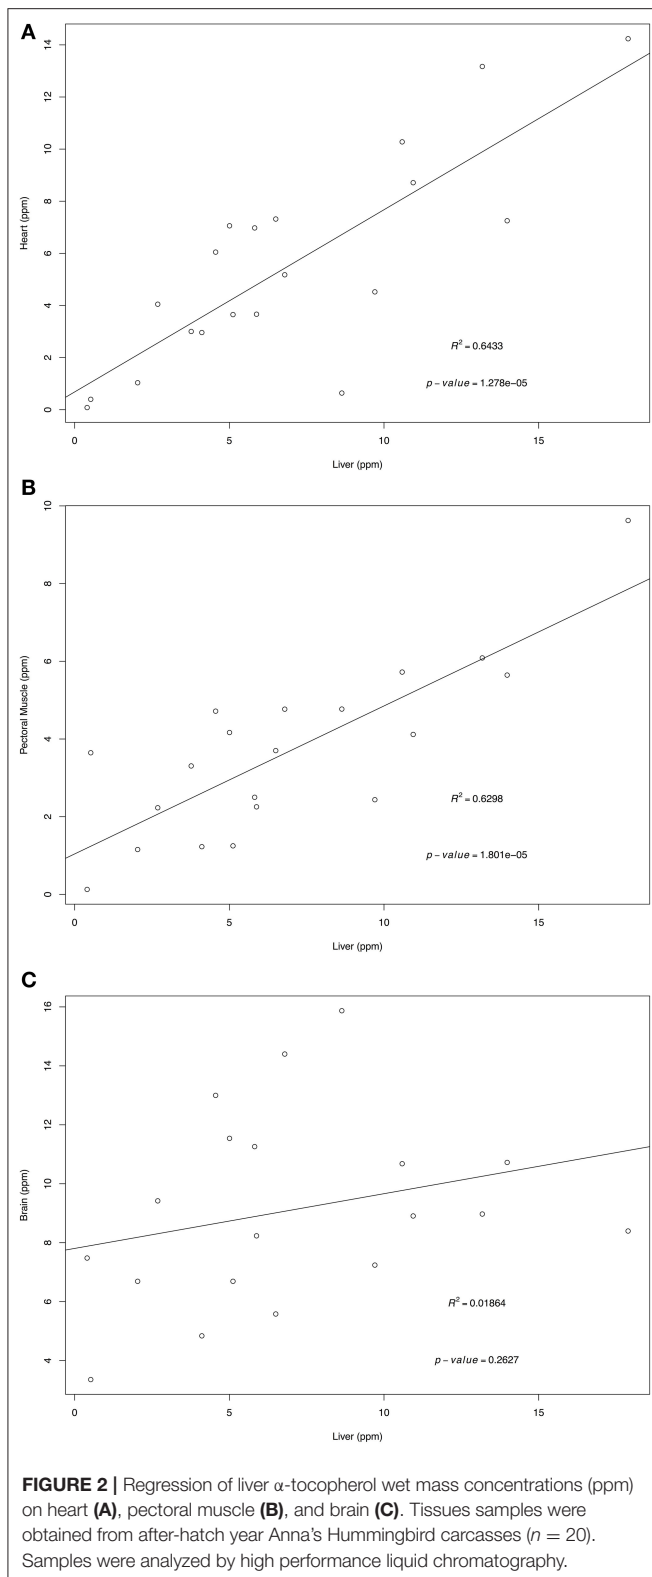 A
14
12
10
8
6
4
2
0
Heart (ppm)
R² = 0.6433
p − value = 1.278e−05
0 5 10 15
Liver (ppm)
B
10
8
6
4
2
0
Pectoral Muscle (ppm)
R² = 0.6298
p − value = 1.801e−05
0 5 10 15
Liver (ppm)
C
16
14
12
10
8
6
4
Brain (ppm)
R² = 0.01864
p − value = 0.2627
0 5 10 15
Liver (ppm)
FIGURE 2 | Regression of liver α-tocopherol wet mass concentrations (ppm)
on heart (A), pectoral muscle (B), and brain (C). Tissues samples were
obtained from after-hatch year Anna's Hummingbird carcasses (n = 20).
Samples were analyzed by high performance liquid chromatography.